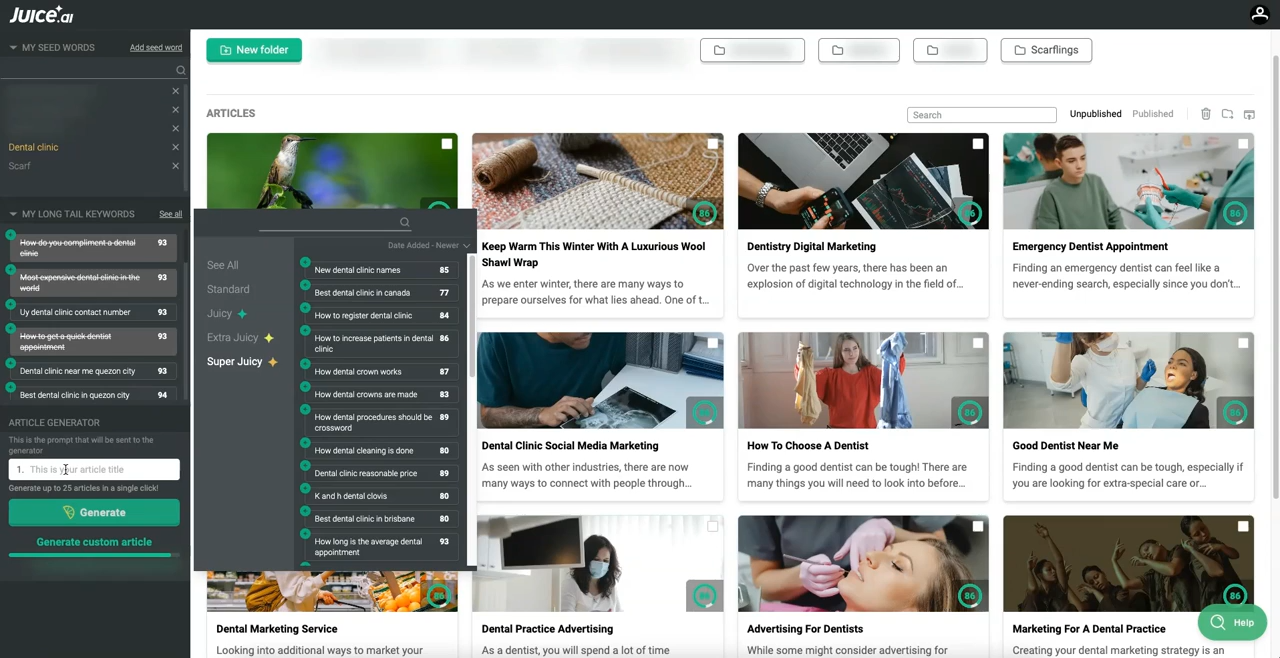 Juice.ai
MY SEED WORDS
Add seed word
Dental clinic
Scarf
MY LONG TAIL KEYWORDS
See all
How do you compliment a dental
clinic
93
Most expensive dental clinic in the
world
93
Uy dental clinic contact number
93
How to get a quick dentist
appointment
93
Dental clinic near me quezon city
93
Best dental clinic in quezon city
94
ARTICLE GENERATOR
This is the prompt that will be sent to the
generator
1. This is your article title
Generate up to 25 articles in a single click!
Generate
Generate custom article
Date Added - Newer
See All
Standard
Juicy
Extra Juicy
Super Juicy
New dental clinic names
85
Best dental clinic in canada
77
How to register dental clinic
84
How to increase patients in dental
clinic
86
How dental crown works
87
How dental crowns are made
83
How dental procedures should be
crossword
89
How dental cleaning is done
80
Dental clinic reasonable price
89
K and h dental clovis
80
Best dental clinic in brisbane
80
How long is the average dental
appointment
93
New folder
Scarflings
ARTICLES
Search
Unpublished
Published
86
Keep Warm This Winter With A Luxurious Wool
Shawl Wrap
As we enter winter, there are many ways to
prepare ourselves for what lies ahead. One of t...
86
Dentistry Digital Marketing
Over the past few years, there has been an
explosion of digital technology in the field of...
86
Emergency Dentist Appointment
Finding an emergency dentist can feel like a
never-ending search, especially since you don't...
86
Dental Clinic Social Media Marketing
As seen with other industries, there are now
many ways to connect with people through...
86
How To Choose A Dentist
Finding a good dentist can be tough! There are
many things you will need to look into before...
86
Good Dentist Near Me
Finding a good dentist can be tough, especially if
you are looking for extra-special care or...
86
Dental Marketing Service
Looking into additional ways to market your
86
Dental Practice Advertising
As a dentist, you will spend a lot of time
86
Advertising For Dentists
While some might consider advertising for
86
Marketing For A Dental Practice
Creating your dental marketing strategy is an
Help